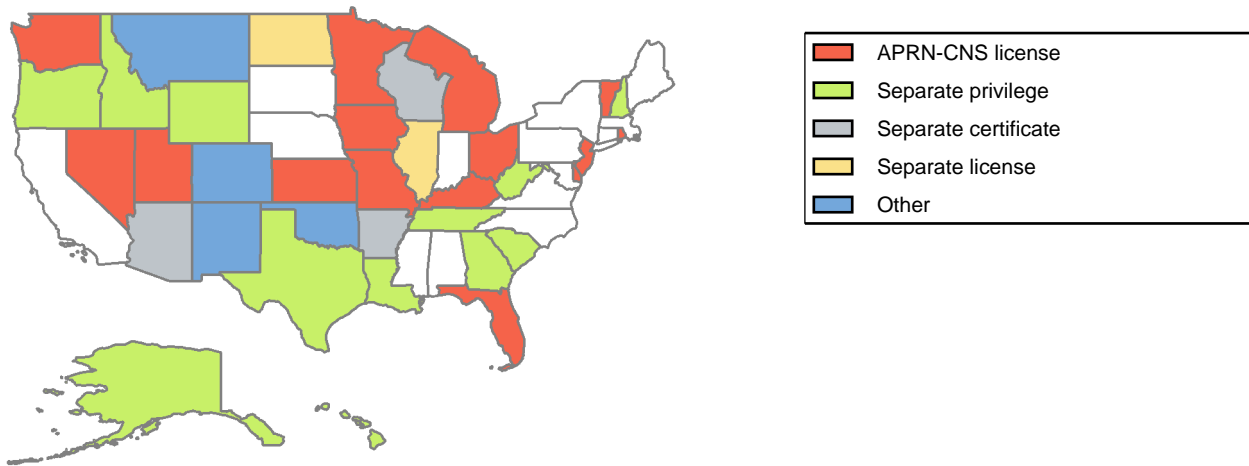 APRN-CNS license
Separate privilege
Separate certificate
Separate license
Other